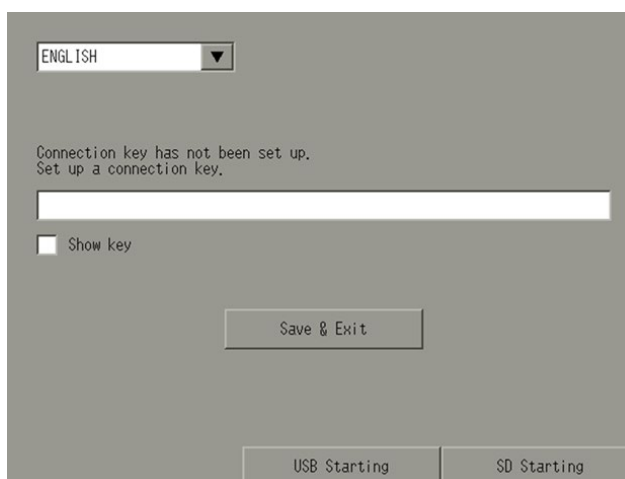 ENGLISH
Connection key has not been set up.
Set up a connection key.
Show key
Save & Exit
USB Starting
SD Starting